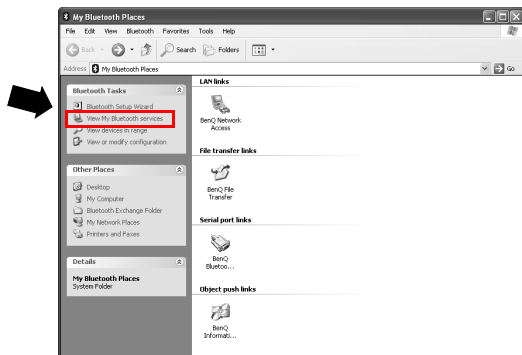 My Bluetooth Places
File Edit View Bluetooth Favorites Tools Help
Back Search Folders
Address My Bluetooth Places Go
Bluetooth Tasks
Bluetooth Setup Wizard
View My Bluetooth services
View devices in range
View or modify configuration
Other Places
Desktop
My Computer
Bluetooth Exchange Folder
My Network Places
Printers and Faxes
Details
My Bluetooth Places
System Folder
LAN links
BenQ Network
Access
File transfer links
BenQ File
Transfer
Serial port links
BenQ
Bluetoo...
Object push links
BenQ
Informati...